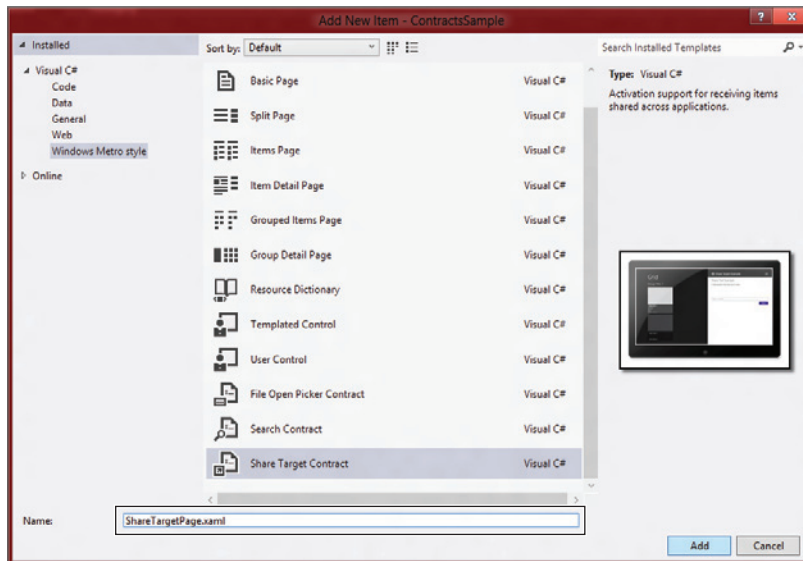 Add New Item - ContractsSample
Installed
Visual C#
Code
Data
General
Web
Windows Metro style
Online
Sort by: Default
Basic Page Visual C#
Split Page Visual C#
Items Page Visual C#
Item Detail Page Visual C#
Grouped Items Page Visual C#
Group Detail Page Visual C#
Resource Dictionary Visual C#
Templated Control Visual C#
User Control Visual C#
File Open Picker Contract Visual C#
Search Contract Visual C#
Share Target Contract Visual C#
Search Installed Templates
Type: Visual C#
Activation support for receiving items
shared across applications.
Name: ShareTargetPage.xaml
Add Cancel